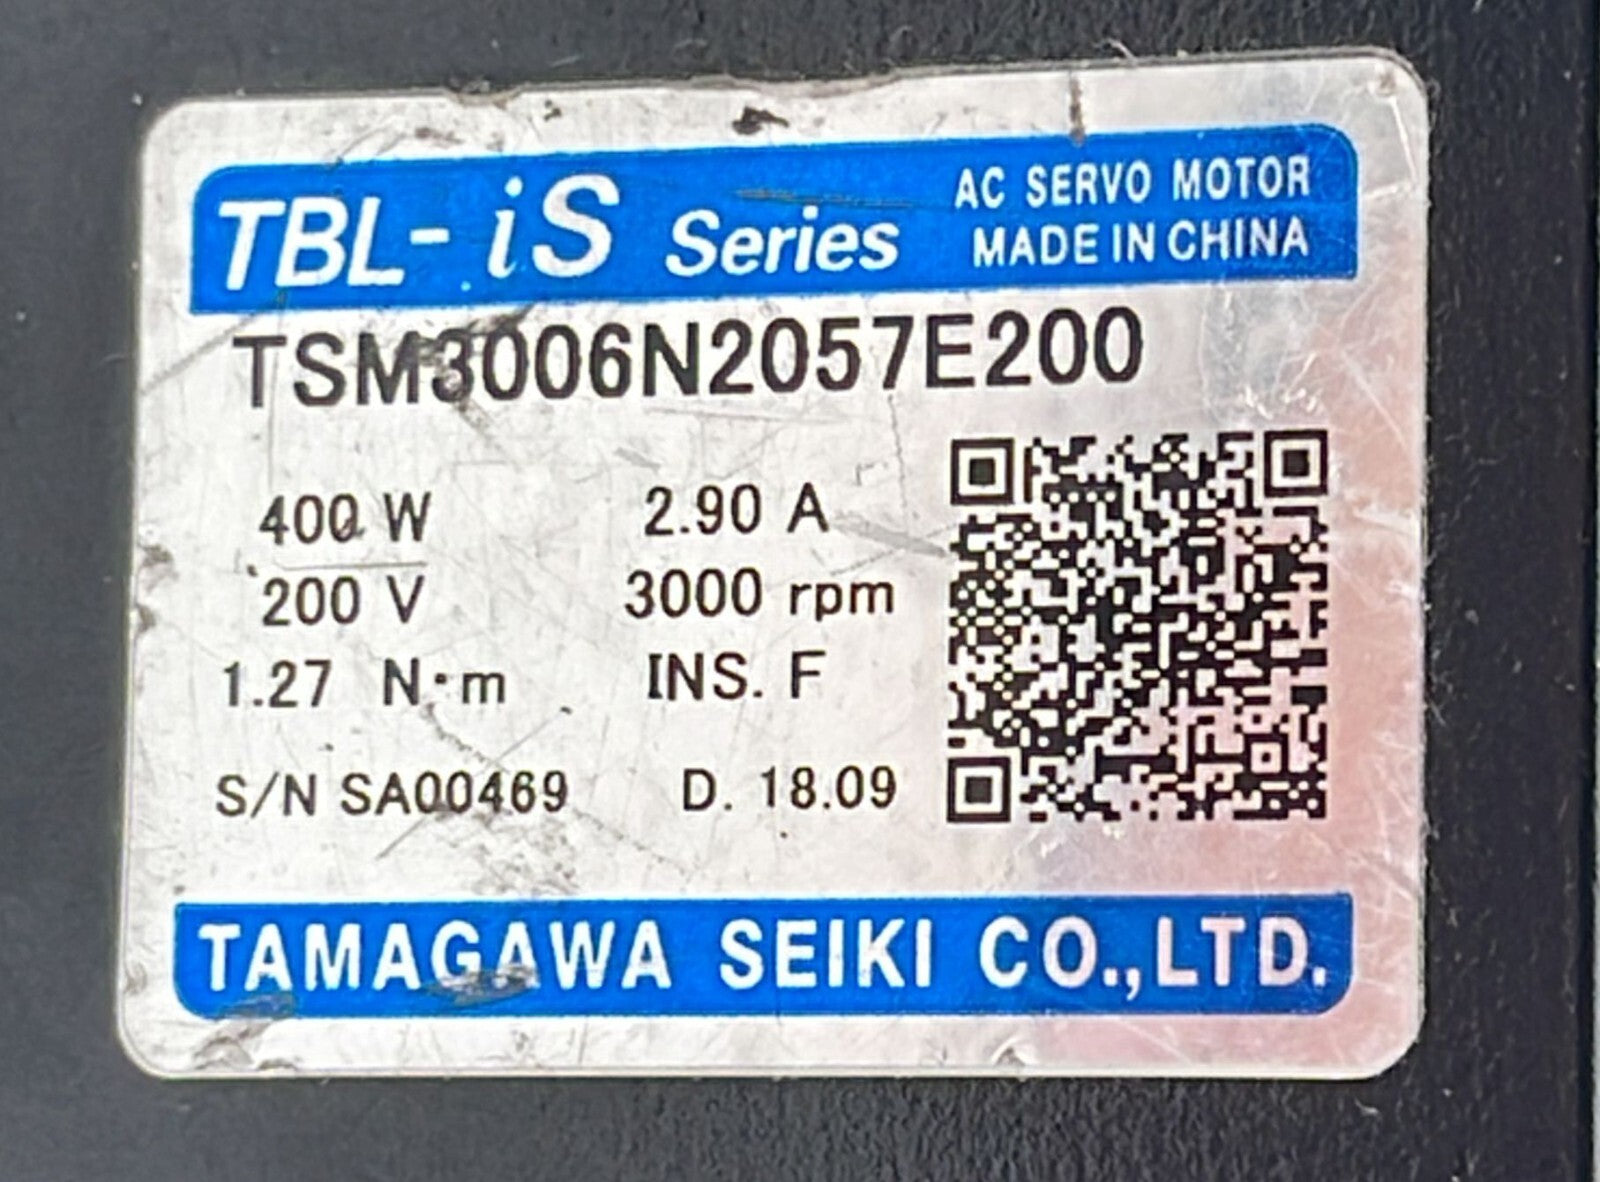 TBL-iS Series
AC SERVO MOTOR
MADE IN CHINA
TSM3006N2057E200
400 W 2.90 A
200 V 3000 rpm
1.27 N·m INS. F
S/N SA00469 D. 18.09
TAMAGAWA SEIKI CO.,LTD.